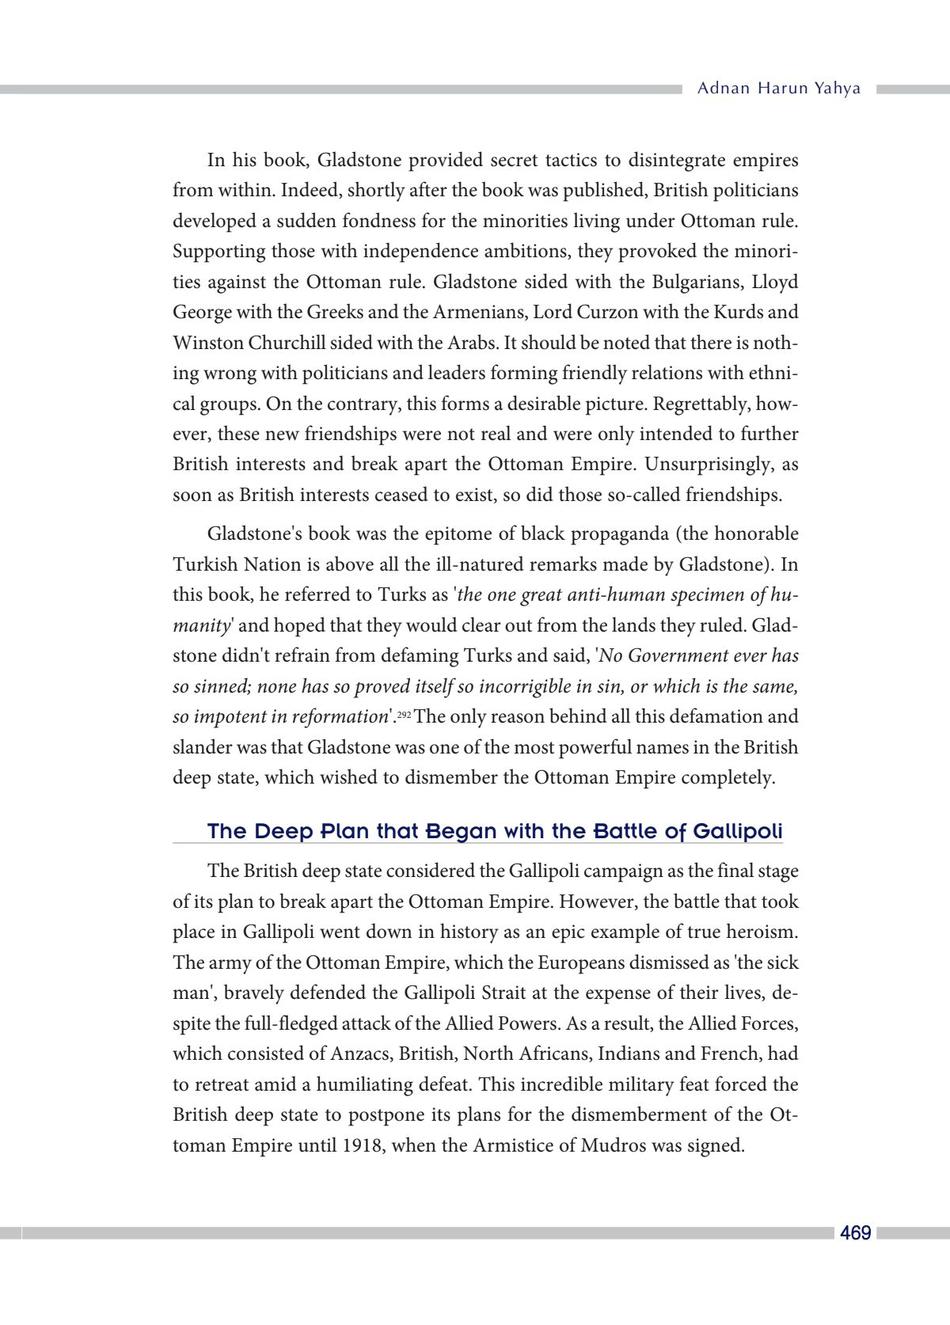 Adnan Harun Yahya
In his book, Gladstone provided secret tactics to disintegrate empires
from within. Indeed, shortly after the book was published, British politicians
developed a sudden fondness for the minorities living under Ottoman rule.
Supporting those with independence ambitions, they provoked the minori-
ties against the Ottoman rule. Gladstone sided with the Bulgarians, Lloyd
George with the Greeks and the Armenians, Lord Curzon with the Kurds and
Winston Churchill sided with the Arabs. It should be noted that there is noth-
ing wrong with politicians and leaders forming friendly relations with ethni-
cal groups. On the contrary, this forms a desirable picture. Regrettably, how-
ever, these new friendships were not real and were only intended to further
British interests and break apart the Ottoman Empire. Unsurprisingly, as
soon as British interests ceased to exist, so did those so-called friendships.
Gladstone's book was the epitome of black propaganda (the honorable
Turkish Nation is above all the ill-natured remarks made by Gladstone). In
this book, he referred to Turks as 'the one great anti-human specimen of hu-
manity' and hoped that they would clear out from the lands they ruled. Glad-
stone didn't refrain from defaming Turks and said, 'No Government ever has
so sinned; none has so proved itself so incorrigible in sin, or which is the same,
so impotent in reformation'.292 The only reason behind all this defamation and
slander was that Gladstone was one of the most powerful names in the British
deep state, which wished to dismember the Ottoman Empire completely.
The Deep Plan that Began with the Battle of Gallipoli
The British deep state considered the Gallipoli campaign as the final stage
of its plan to break apart the Ottoman Empire. However, the battle that took
place in Gallipoli went down in history as an epic example of true heroism.
The army of the Ottoman Empire, which the Europeans dismissed as 'the sick
man', bravely defended the Gallipoli Strait at the expense of their lives, de-
spite the full-fledged attack of the Allied Powers. As a result, the Allied Forces,
which consisted of Anzacs, British, North Africans, Indians and French, had
to retreat amid a humiliating defeat. This incredible military feat forced the
British deep state to postpone its plans for the dismemberment of the Ot-
toman Empire until 1918, when the Armistice of Mudros was signed.
469